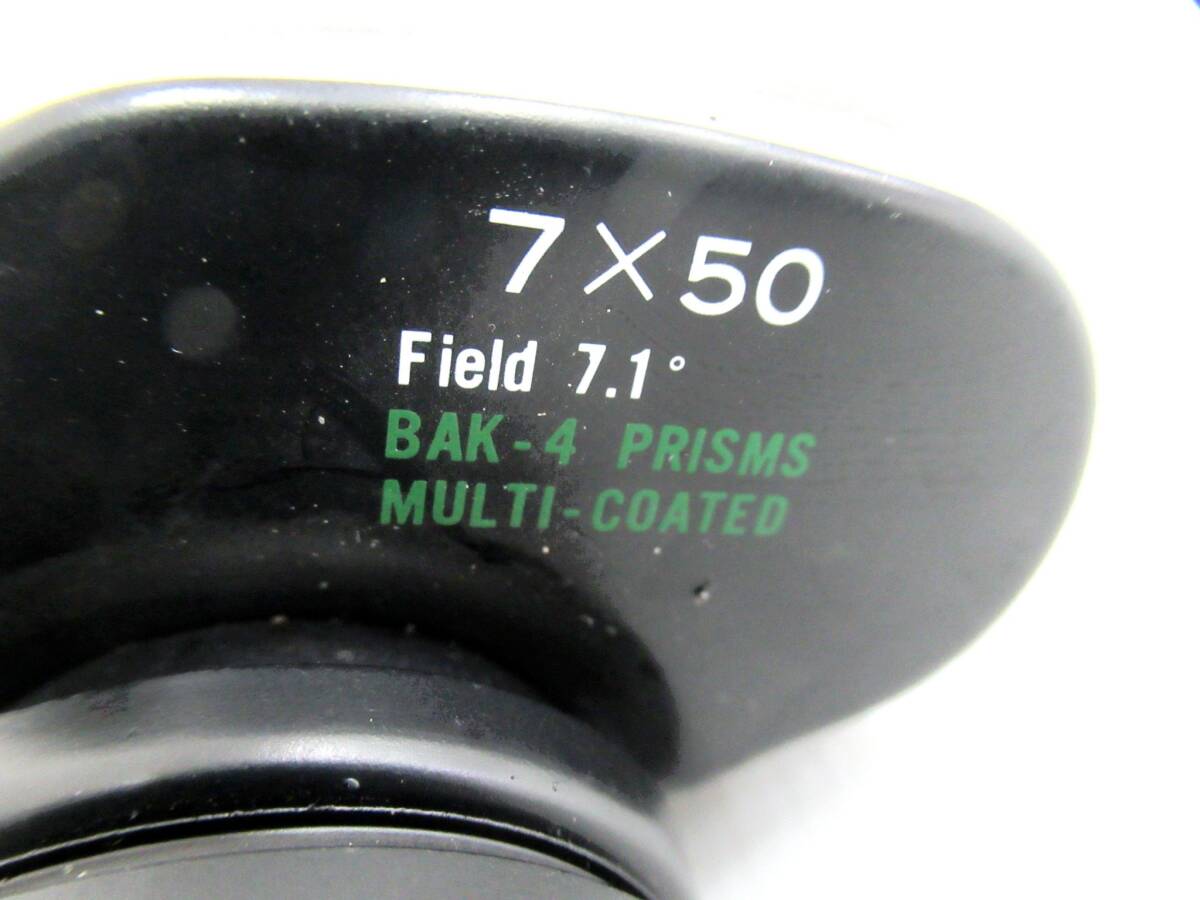 7×50
Field 7.1°
BAK-4 PRISMS
MULTI-COATED